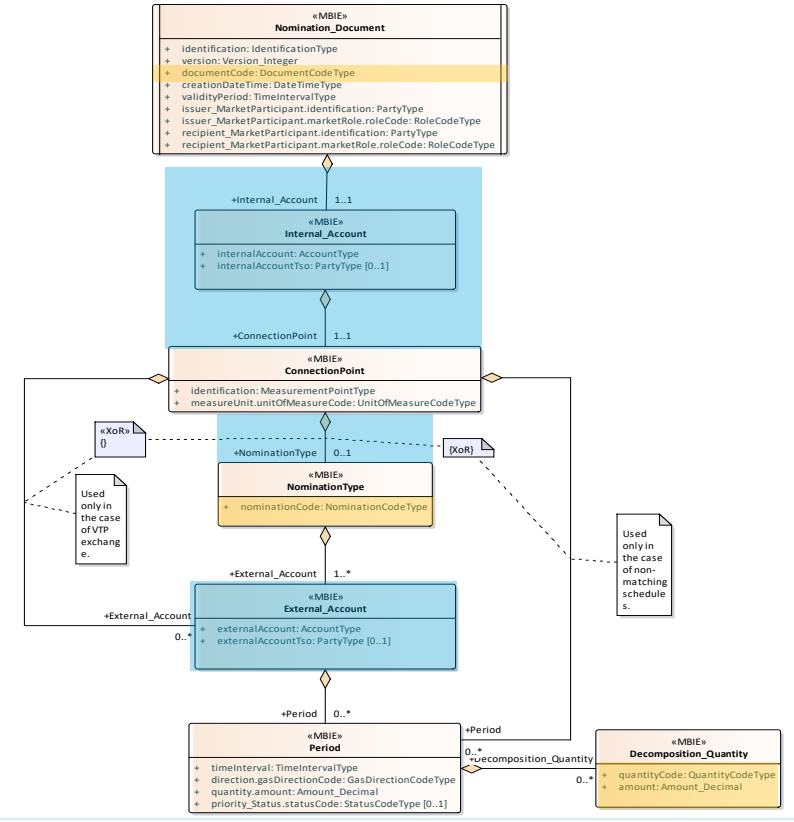 «MBIE»
Nomination_Document
+ identification: IdentificationType
+ version: Version_Integer
+ documentCode: DocumentCodeType
+ creationDateTime: DateTimeType
+ validityPeriod: TimeIntervalType
+ issuer_MarketParticipant.identification: PartyType
+ issuer_MarketParticipant.marketRole.roleCode: RoleCodeType
+ recipient_MarketParticipant.identification: PartyType
+ recipient_MarketParticipant.marketRole.roleCode: RoleCodeType
+Internal_Account 1..1
«MBIE»
Internal_Account
+ internalAccount: AccountType
+ internalAccountTso: PartyType [0..1]
+ConnectionPoint 1..1
«MBIE»
ConnectionPoint
+ identification: MeasurementPointType
+ measureUnit.unitOfMeasureCode: UnitOfMeasureCodeType
«XoR»
{}
{XoR}
+NominationType 0..1
«MBIE»
NominationType
+ nominationCode: NominationCodeType
Used
only in
the case
of VTP
exchang
e.
Used
only in
the case
of non-
matching
schedule
s.
+External_Account 1..*
«MBIE»
External_Account
+ externalAccount: AccountType
+ externalAccountTso: PartyType [0..1]
+External_Account
0..*
+Period 0..*
«MBIE»
Period
+ timeInterval: TimeIntervalType
+ direction.gasDirectionCode: GasDirectionCodeType
+ quantity.amount: Amount_Decimal
+ priority_Status.statusCode: StatusCodeType [0..1]
+Period
0..*
+Decomposition_Quantity
0..*
«MBIE»
Decomposition_Quantity
+ quantityCode: QuantityCodeType
+ amount: Amount_Decimal